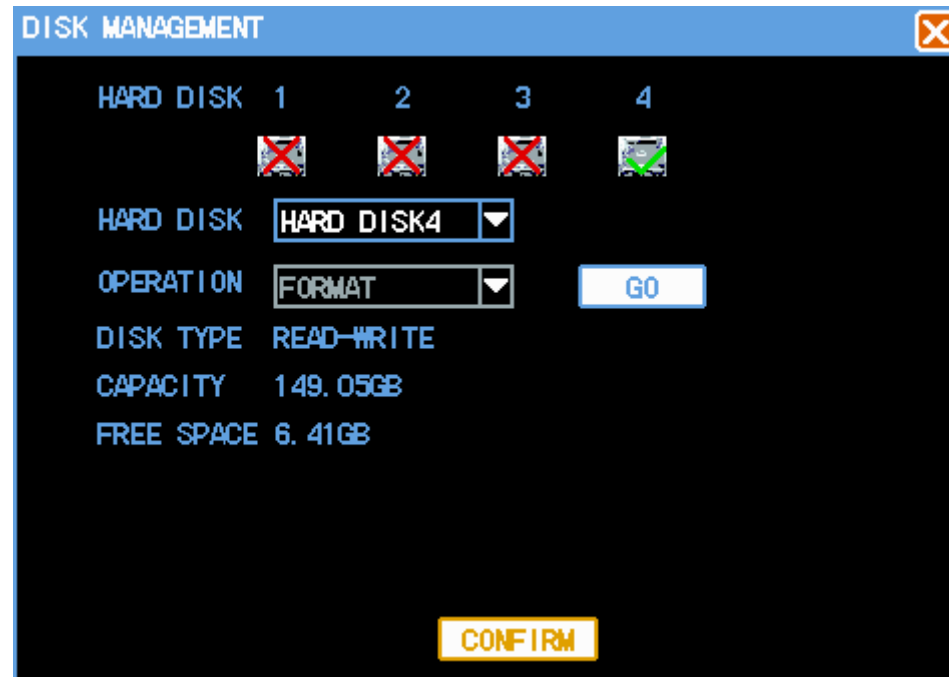 DISK MANAGEMENT
HARD DISK 1 2 3 4
HARD DISK HARD DISK4
OPERATION FORMAT GO
DISK TYPE READ-WRITE
CAPACITY 149.05GB
FREE SPACE 6.41GB
CONFIRM